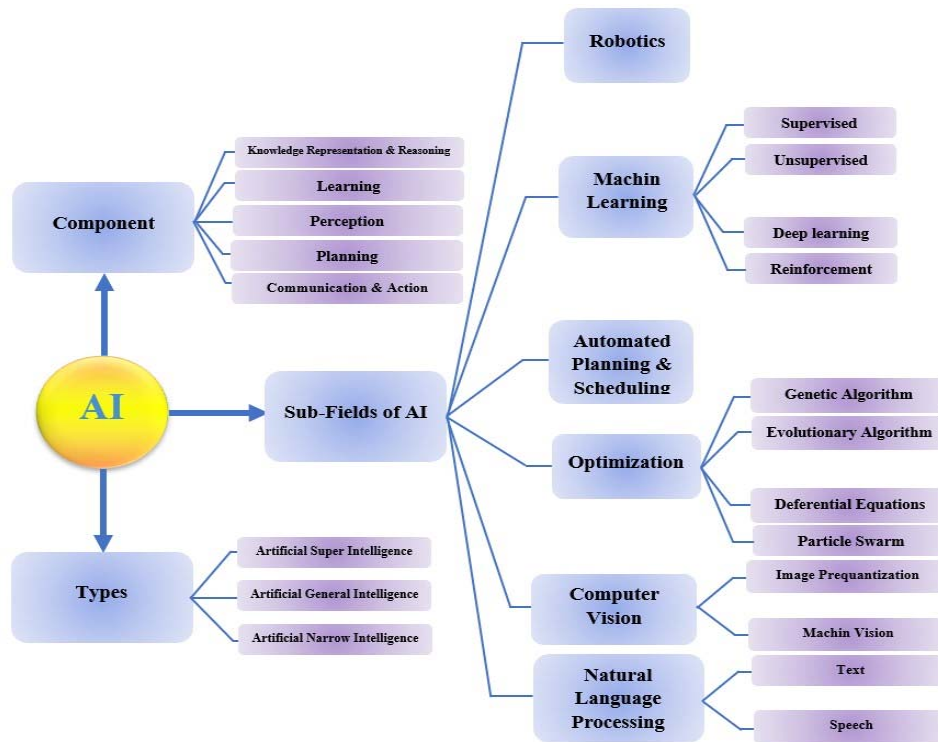 AI
Component
Knowledge Representation & Reasoning
Learning
Perception
Planning
Communication & Action
Sub-Fields of AI
Robotics
Machin
Learning
Supervised
Unsupervised
Deep learning
Reinforcement
Automated
Planning &
Scheduling
Optimization
Genetic Algorithm
Evolutionary Algorithm
Deferential Equations
Particle Swarm
Computer
Vision
Image Prequantization
Machin Vision
Natural
Language
Processing
Text
Speech
Types
Artificial Super Intelligence
Artificial General Intelligence
Artificial Narrow Intelligence